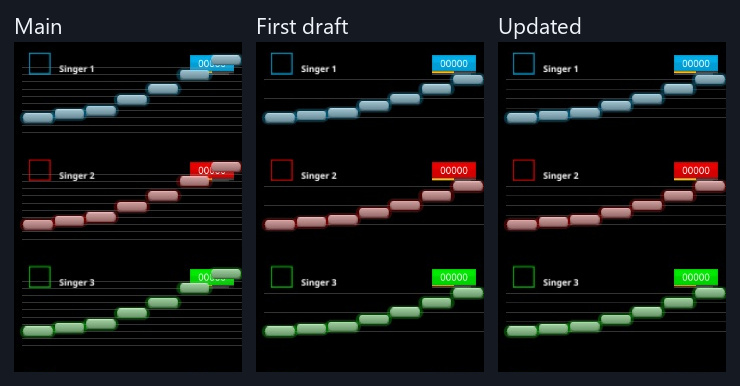 Main First draft Updated
Singer 1 00000 Singer 1 00000 Singer 1 00000
Singer 2 00000 Singer 2 00000 Singer 2 00000
Singer 3 00000 Singer 3 00000 Singer 3 00000